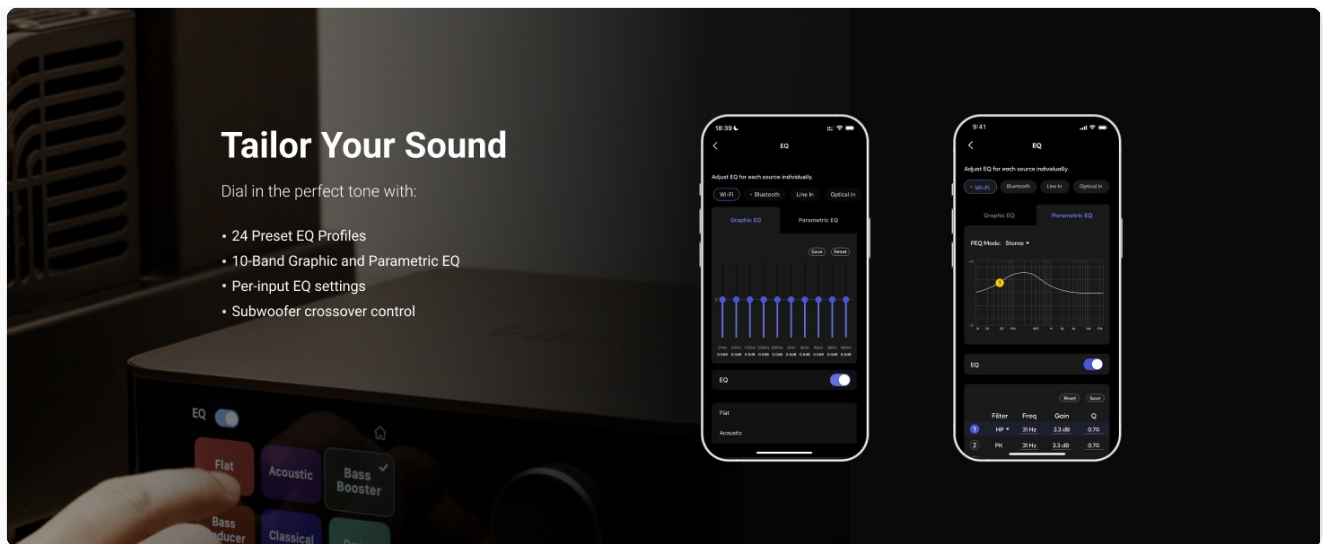 Tailor Your Sound
Dial in the perfect tone with:
• 24 Preset EQ Profiles
• 10-Band Graphic and Parametric EQ
• Per-input EQ settings
• Subwoofer crossover control
EQ
Flat
Acoustic
Bass Booster
Bass
Classical
18:39
EQ
Adjust EQ for each source individually.
Wi-Fi • Bluetooth Line In Optical In
Graphic EQ Parametric EQ
Save Reset
EQ
Flat
Acoustic
9:41
EQ
Adjust EQ for each source individually.
• Wi-Fi Bluetooth Line In Optical In
Graphic EQ Parametric EQ
PEQ Mode: Stereo
1
EQ
Reset Save
Filter Freq Gain Q
1 HP 31 Hz 3.3 dB 0.70
2 PK 31 Hz 3.3 dB 0.70